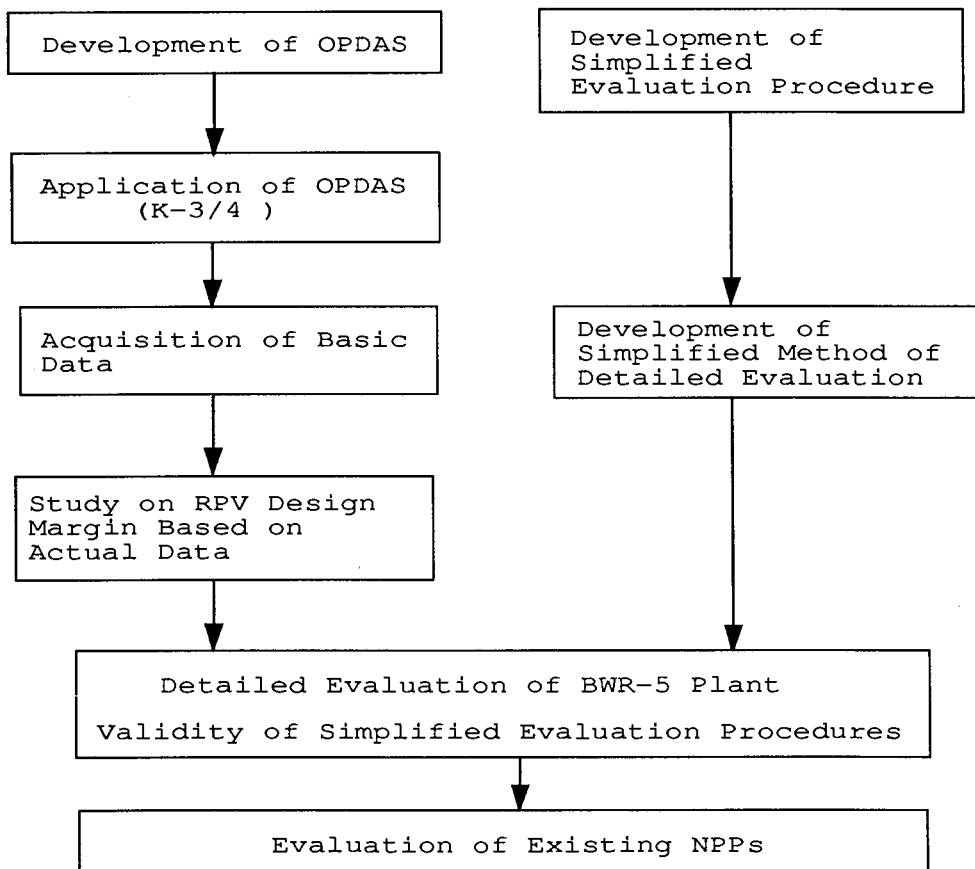 Development of OPDAS
Application of OPDAS
(K-3/4 )
Acquisition of Basic
Data
Study on RPV Design
Margin Based on
Actual Data
Development of
Simplified
Evaluation Procedure
Development of
Simplified Method of
Detailed Evaluation
Detailed Evaluation of BWR-5 Plant
Validity of Simplified Evaluation Procedures
Evaluation of Existing NPPs